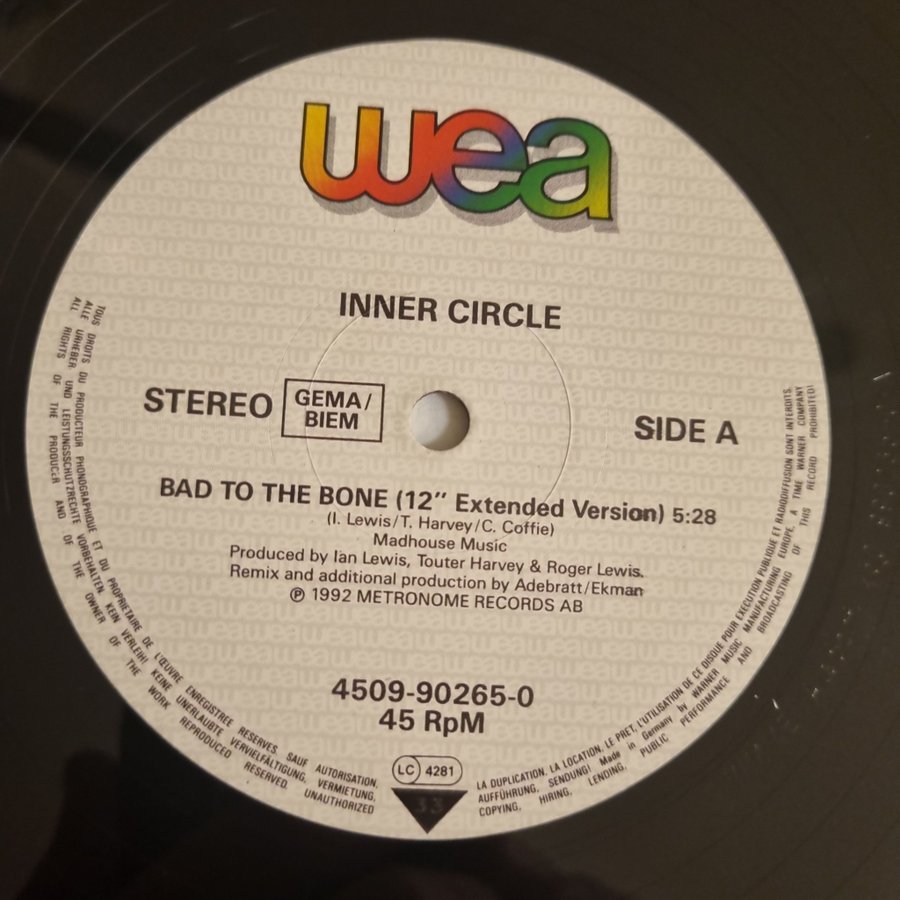 wea
INNER CIRCLE
STEREO
GEMA/
BIEM
SIDE A
BAD TO THE BONE (12″ Extended Version) 5:28
(I. Lewis/T. Harvey/C. Coffie)
Madhouse Music
Produced by Ian Lewis, Touter Harvey & Roger Lewis.
Remix and additional production by Adebratt/Ekman
℗ 1992 METRONOME RECORDS AB
4509-90265-0
45 RpM
LC 4281
33
TOUS DROITS DU PRODUCTEUR PHONOGRAPHIQUE ET DU PROPRIETAIRE DE L'ŒUVRE ENREGISTREE RESERVES. SAUF AUTORISATION,
LA DUPLICATION, LA LOCATION, LE PRET, L'UTILISATION DE CE DISQUE POUR EXECUTION PUBLIQUE ET RADIODIFFUSION SONT INTERDITS.
ALLE URHEBER- UND LEISTUNGSSCHUTZRECHTE VORBEHALTEN. KEIN VERLEIH! KEINE UNERLAUBTE VERVIELFÄLTIGUNG, VERMIETUNG,
AUFFÜHRUNG, SENDUNG! Made in Germany by WARNER MUSIC MANUFACTURING EUROPE, A TIME WARNER COMPANY
ALL RIGHTS OF THE PRODUCER AND OF THE OWNER OF THE WORK REPRODUCED RESERVED. UNAUTHORIZED
COPYING, HIRING, LENDING, PUBLIC PERFORMANCE AND BROADCASTING OF THIS RECORD PROHIBITED!